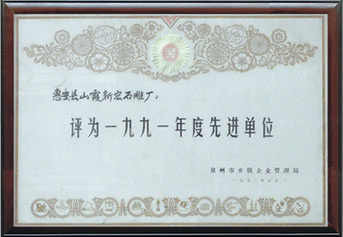 惠安县山霞新宏石雕厂：
评为一九九一年度先进单位
泉州市乡镇企业管理局